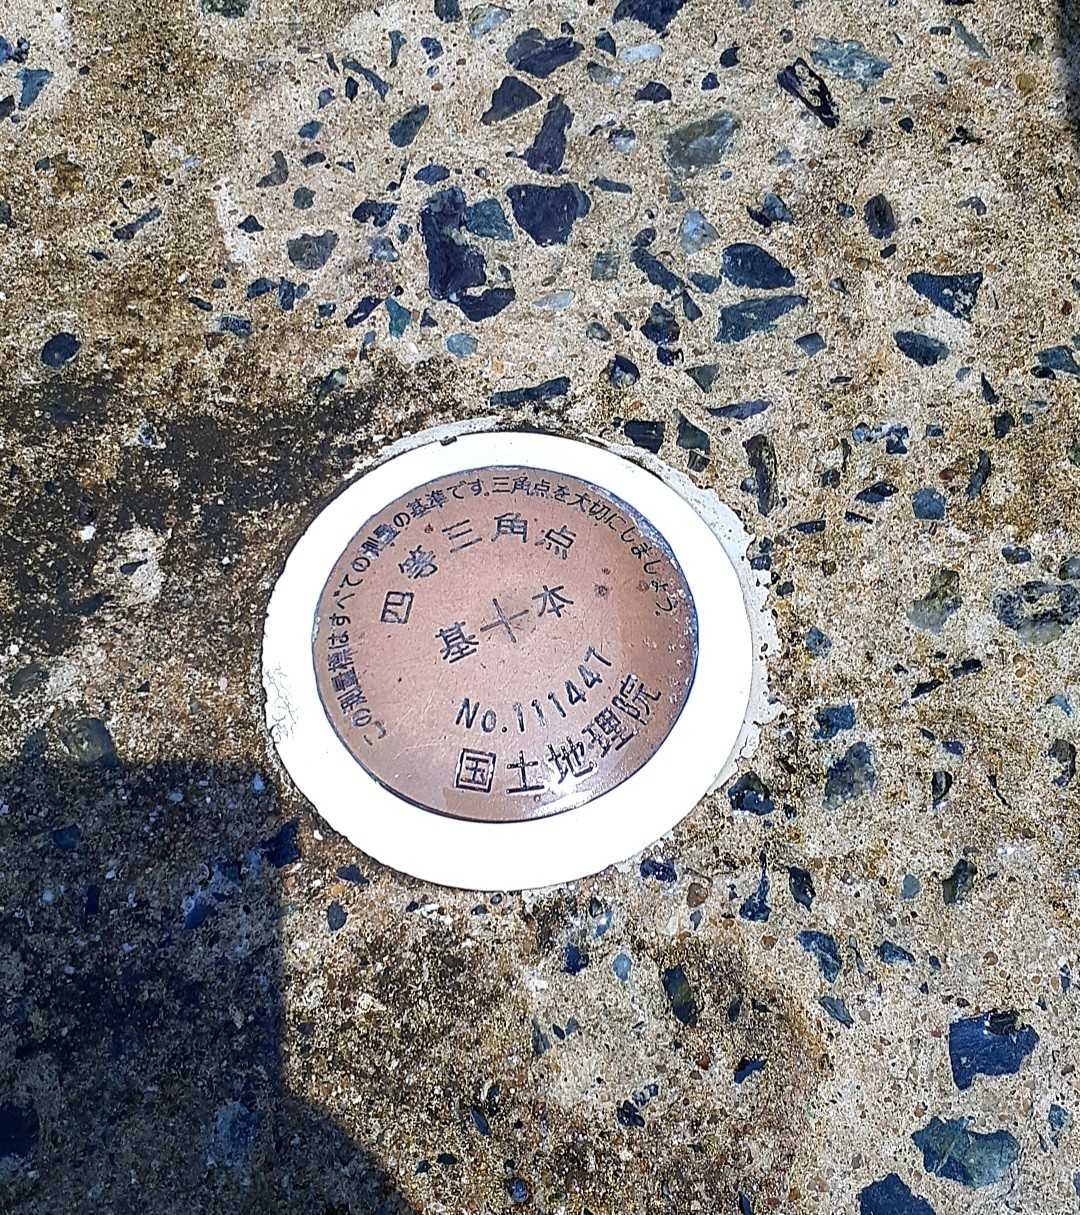 この測量標はすべての測量の基準です。三角点を大切にしましょう
四等三角点
基本
No.111447
国土地理院